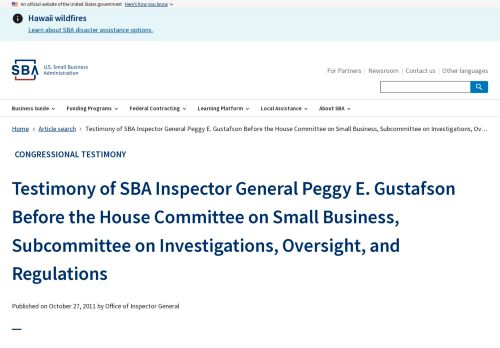 An official website of the United States government Here's how you know
Hawaii wildfires
Learn about SBA disaster assistance options.
SBA U.S. Small Business Administration
For Partners | Newsroom | Contact us | Other languages
Business Guide Funding Programs Federal Contracting Learning Platform Local Assistance About SBA
Home › Article search › Testimony of SBA Inspector General Peggy E. Gustafson Before the House Committee on Small Business, Subcommittee on Investigations, Ov…
CONGRESSIONAL TESTIMONY
Testimony of SBA Inspector General Peggy E. Gustafson
Before the House Committee on Small Business,
Subcommittee on Investigations, Oversight, and
Regulations
Published on October 27, 2011 by Office of Inspector General